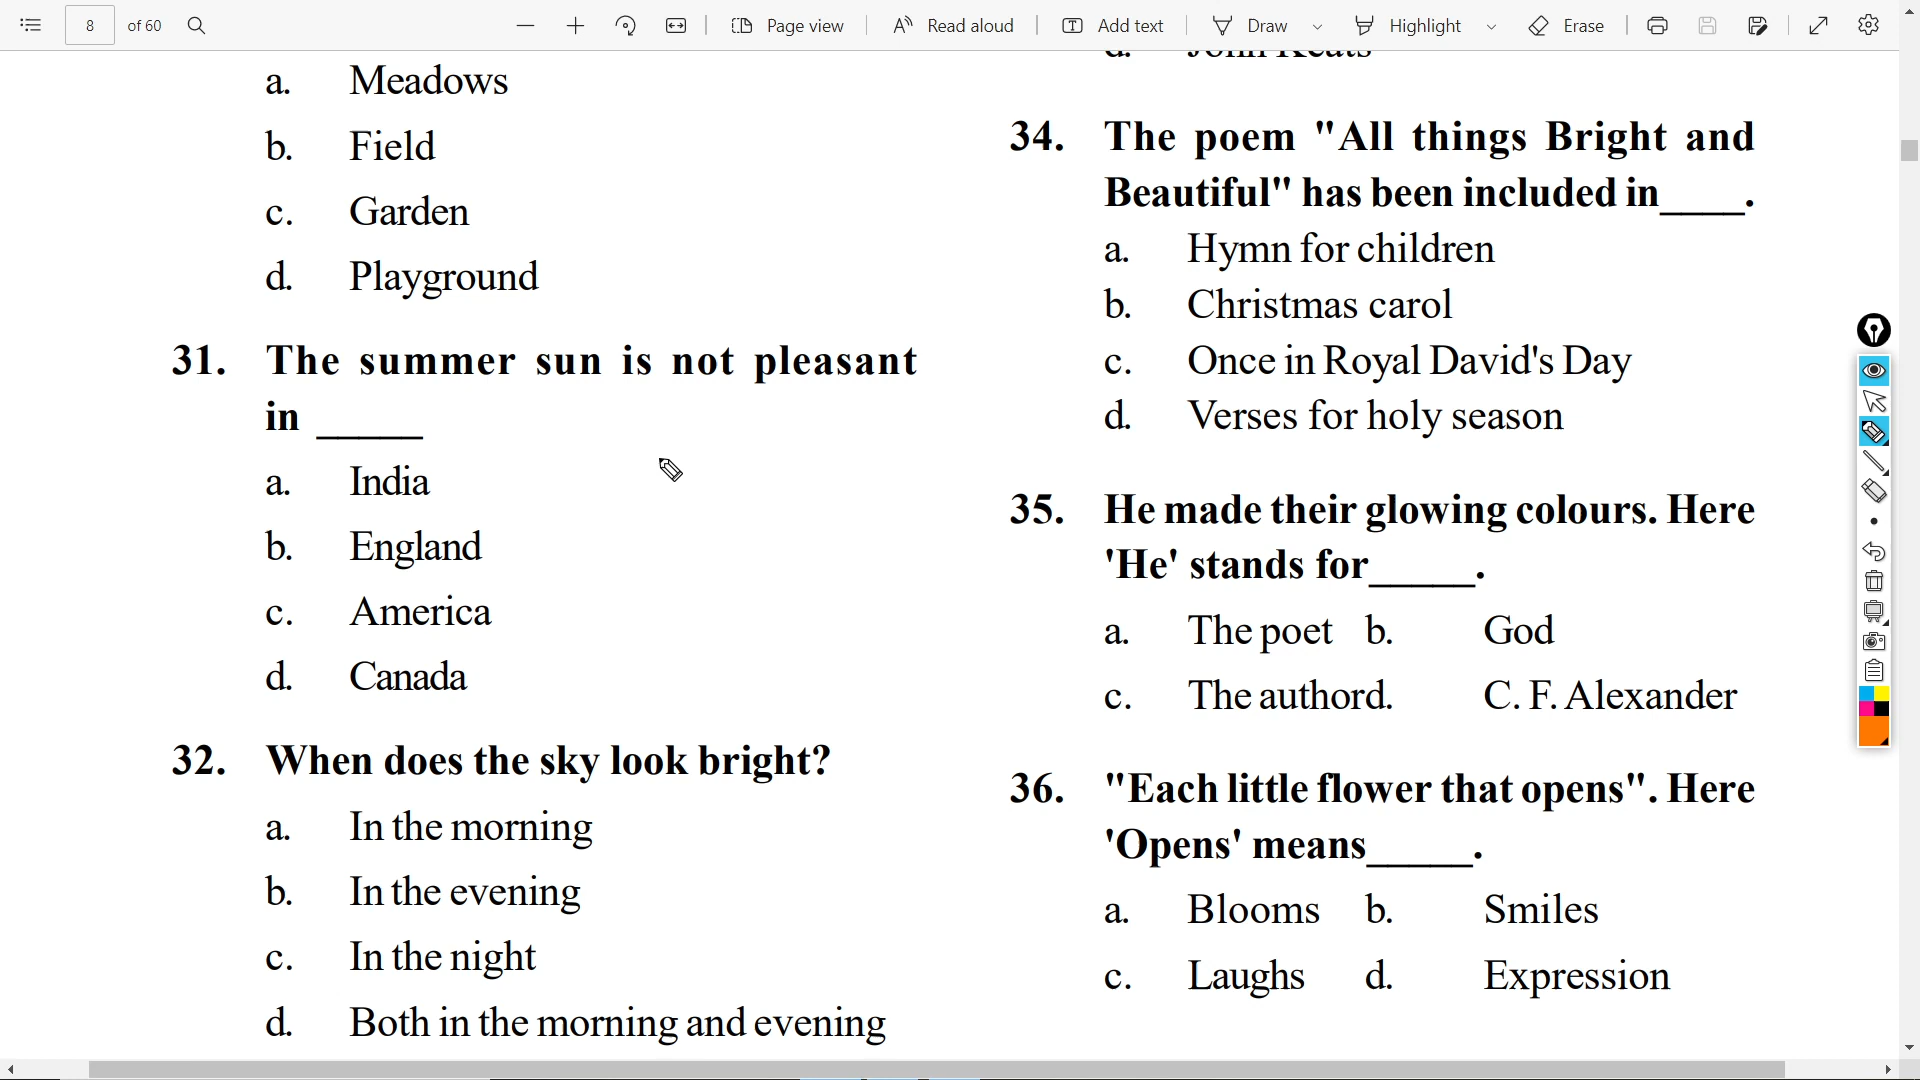 8 of 60 Page view Read aloud Add text Draw Highlight Erase
a. Meadows
b. Field
c. Garden
d. Playground
31. The summer sun is not pleasant
in _____
a. India
b. England
c. America
d. Canada
32. When does the sky look bright?
a. In the morning
b. In the evening
c. In the night
d. Both in the morning and evening
d. John Keats
34. The poem "All things Bright and
Beautiful" has been included in____.
a. Hymn for children
b. Christmas carol
c. Once in Royal David's Day
d. Verses for holy season
35. He made their glowing colours. Here
'He' stands for_____.
a. The poet b. God
c. The authord. C. F. Alexander
36. "Each little flower that opens". Here
'Opens' means_____.
a. Blooms b. Smiles
c. Laughs d. Expression